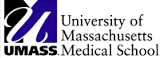 University of
Massachusetts
UMASS. Medical School